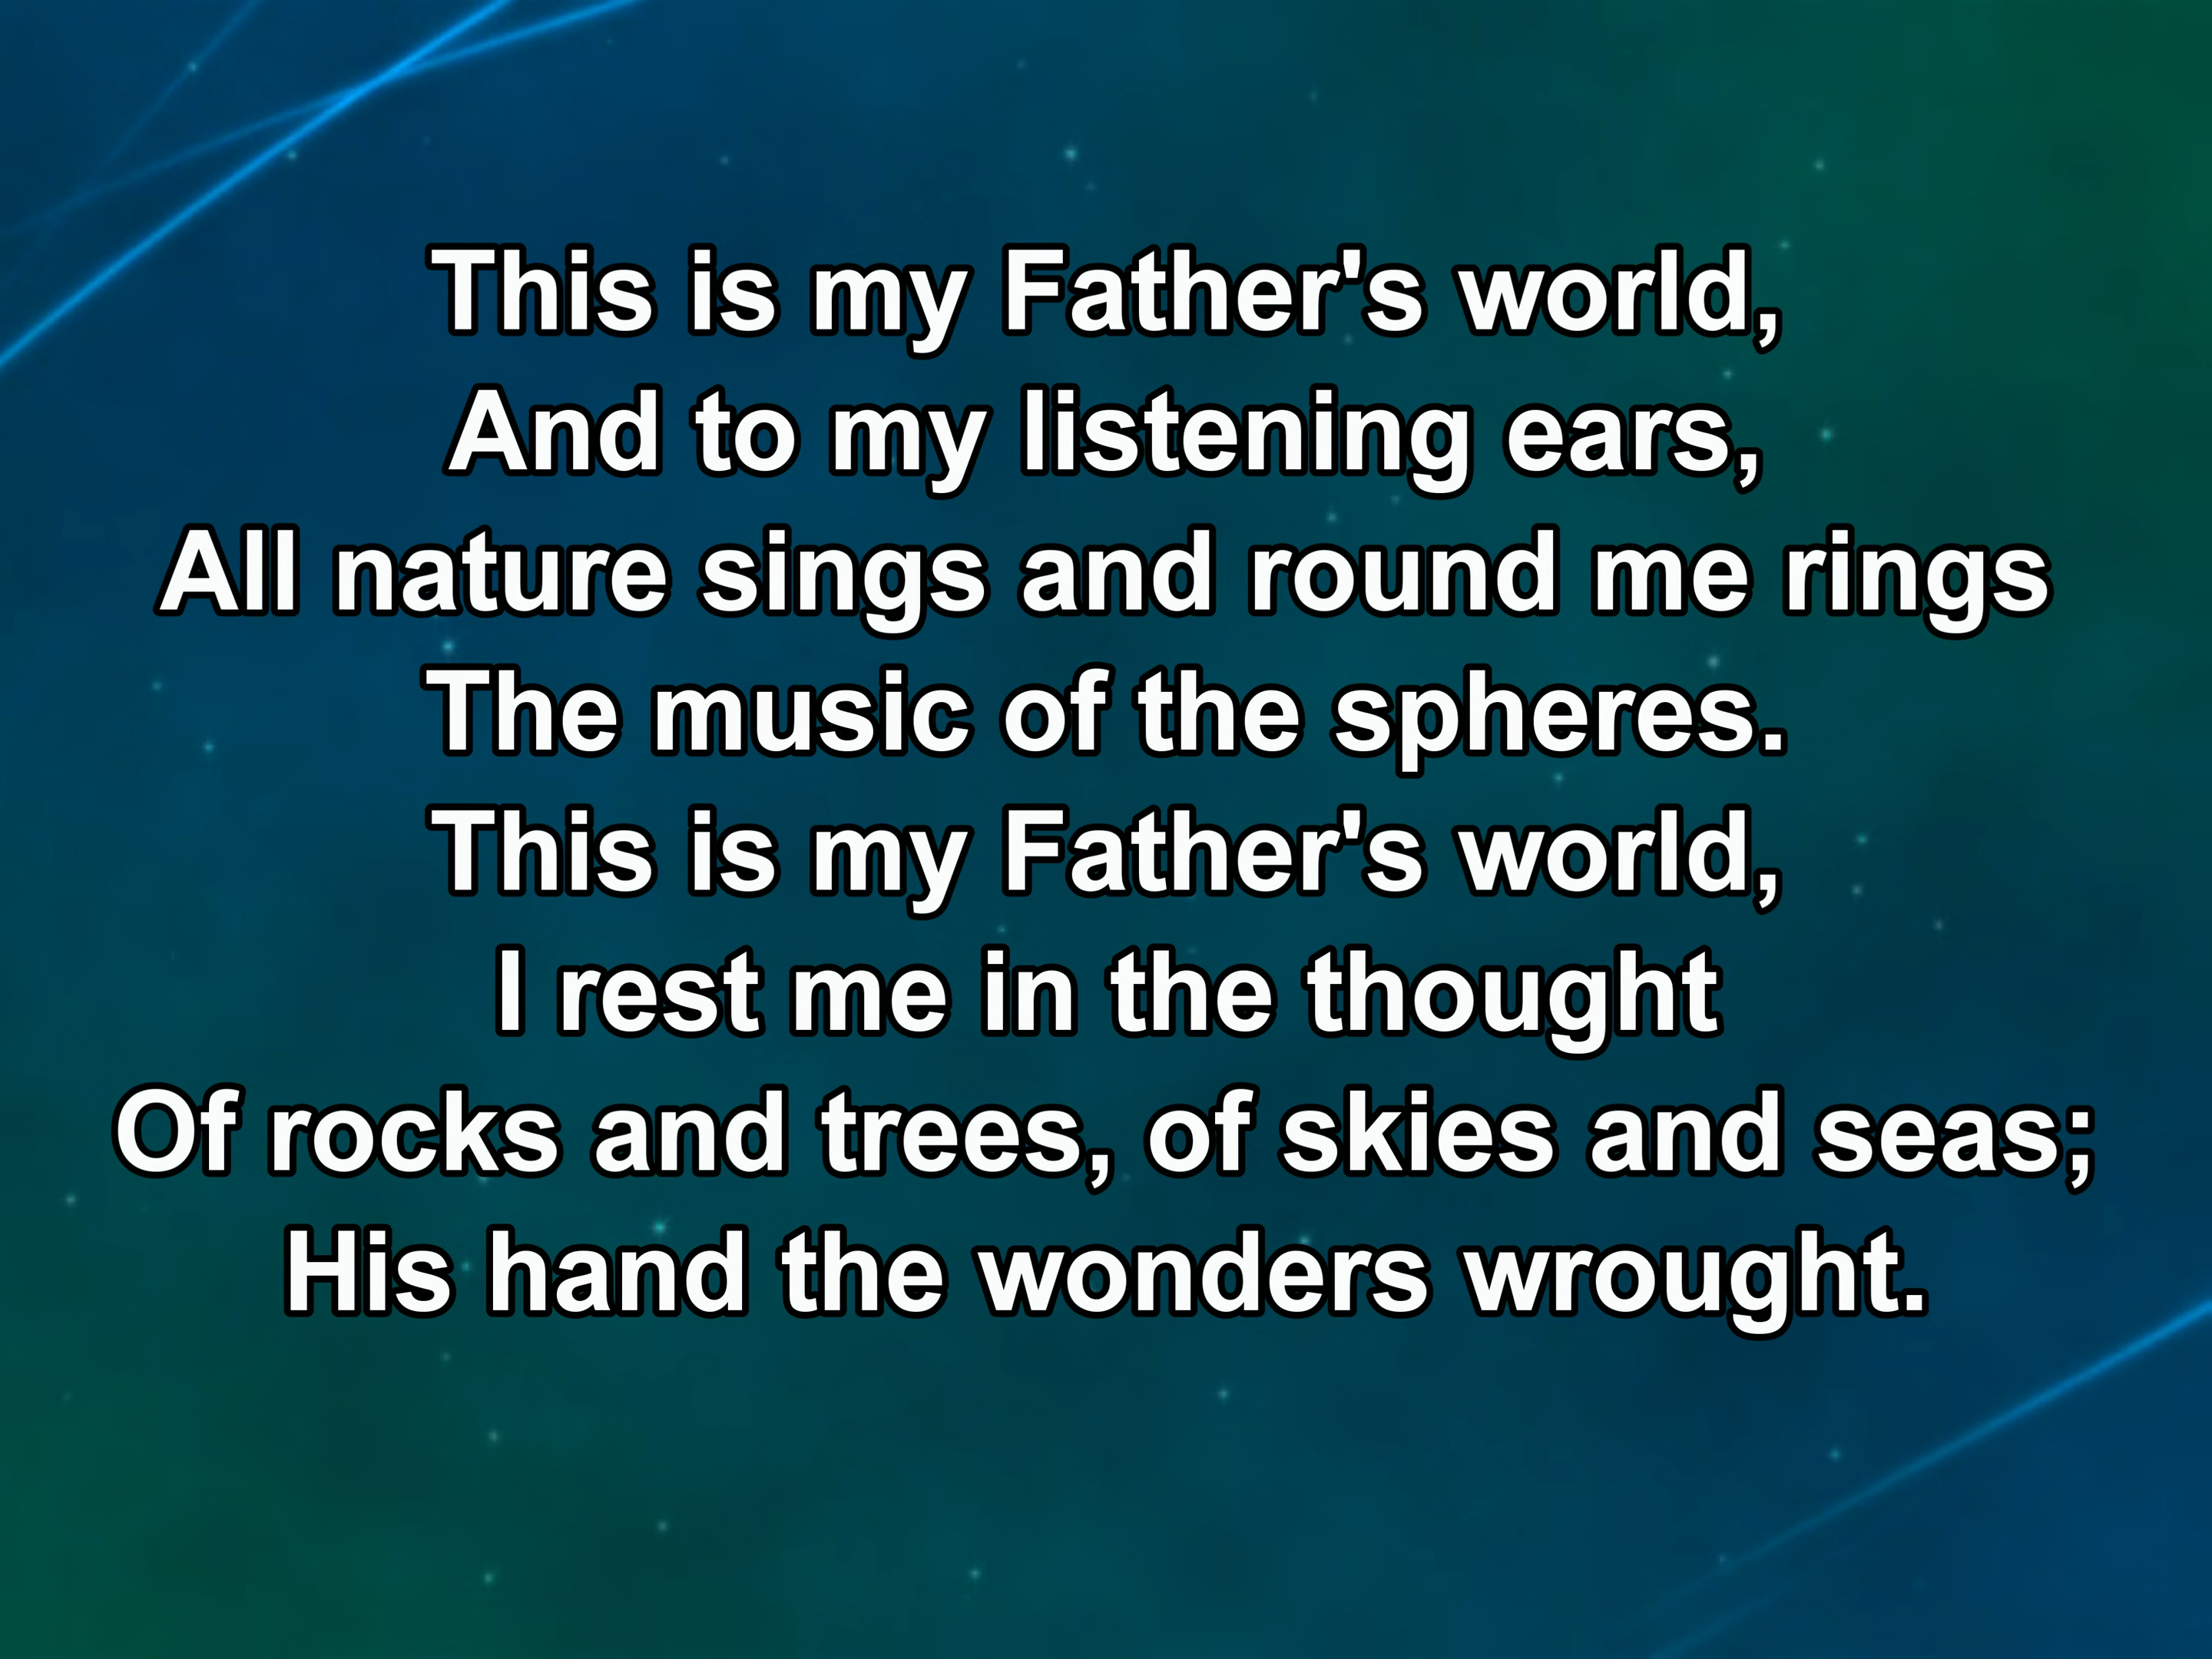 This is my Father's world,
And to my listening ears,
All nature sings and round me rings
The music of the spheres.
This is my Father's world,
I rest me in the thought
Of rocks and trees, of skies and seas;
His hand the wonders wrought.